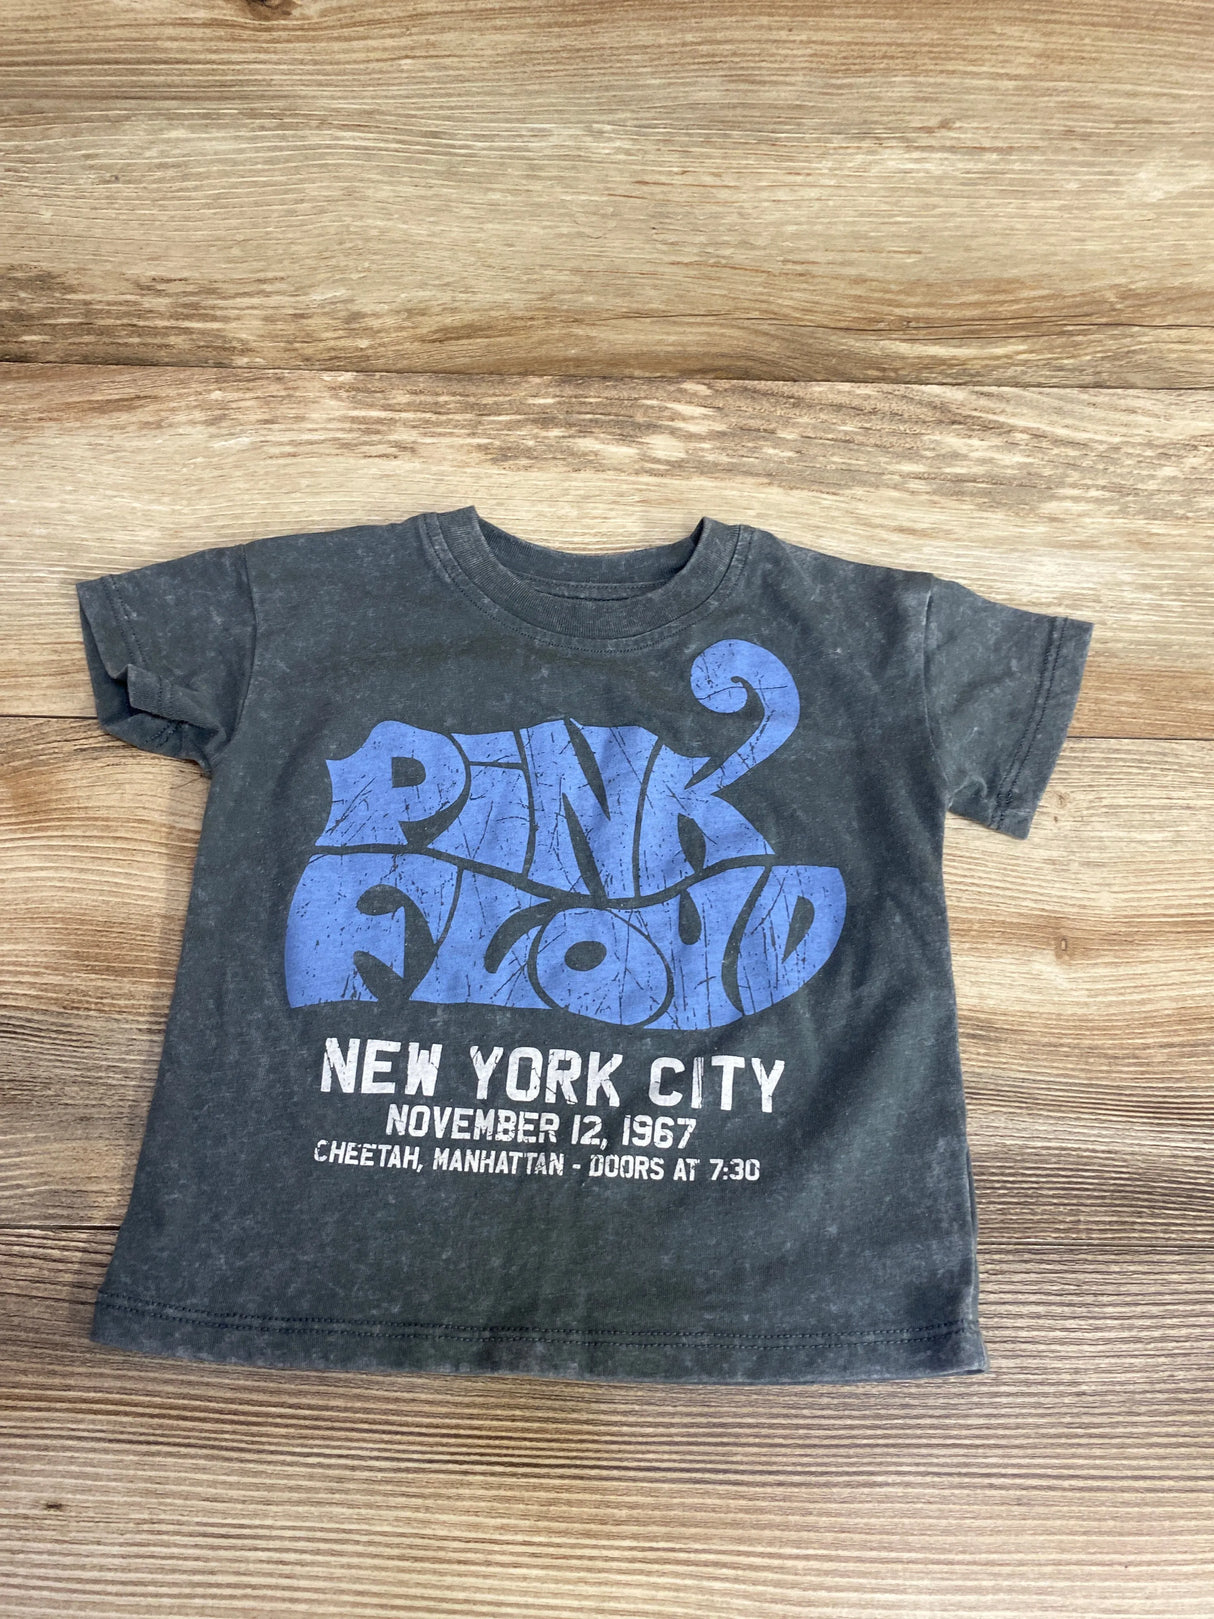 PiNK
FLOYD
NEW YORK CITY
NOVEMBER 12, 1967
CHEETAH, MANHATTAN - DOORS AT 7:30